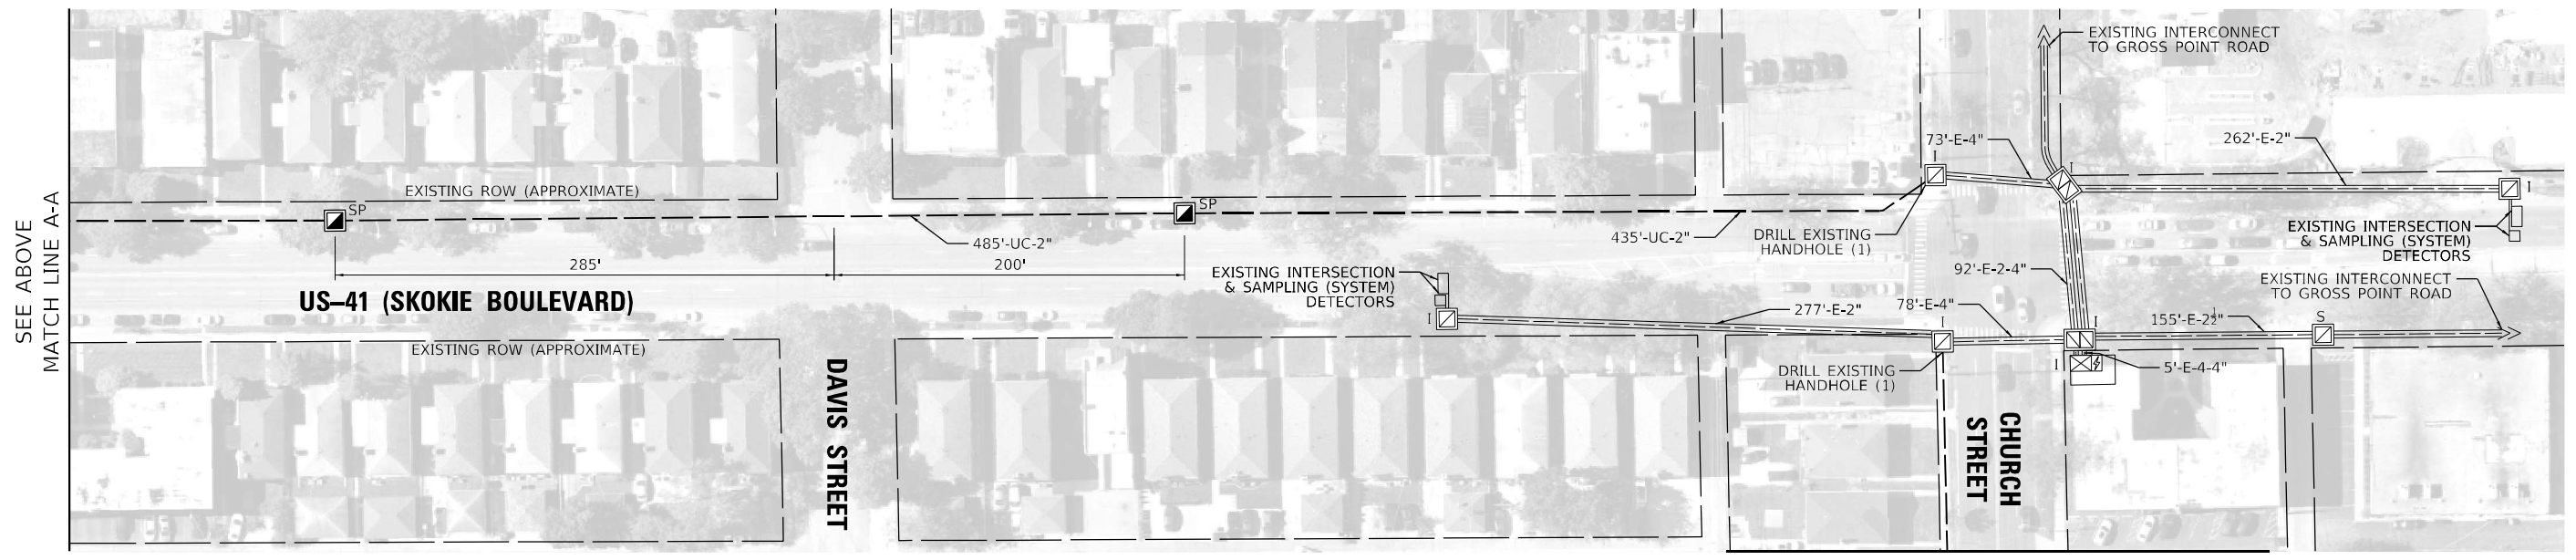 EXISTING INTERCONNECT
TO GROSS POINT ROAD
73'-E-4"
262'-E-2"
I
I
I
EXISTING ROW (APPROXIMATE)
SP
SP
SEE ABOVE
MATCH LINE A-A
485'-UC-2"
435'-UC-2"
DRILL EXISTING
HANDHOLE (1)
EXISTING INTERSECTION
& SAMPLING (SYSTEM)
DETECTORS
285'
200'
EXISTING INTERSECTION
& SAMPLING (SYSTEM)
DETECTORS
92'-E-2-4"
EXISTING INTERCONNECT
TO GROSS POINT ROAD
US-41 (SKOKIE BOULEVARD)
I
277'-E-2"
78'-E-4"
I
I
155'-E-2½"
S
EXISTING ROW (APPROXIMATE)
DRILL EXISTING
HANDHOLE (1)
I
5'-E-4-4"
DAVIS STREET
CHURCH
STREET